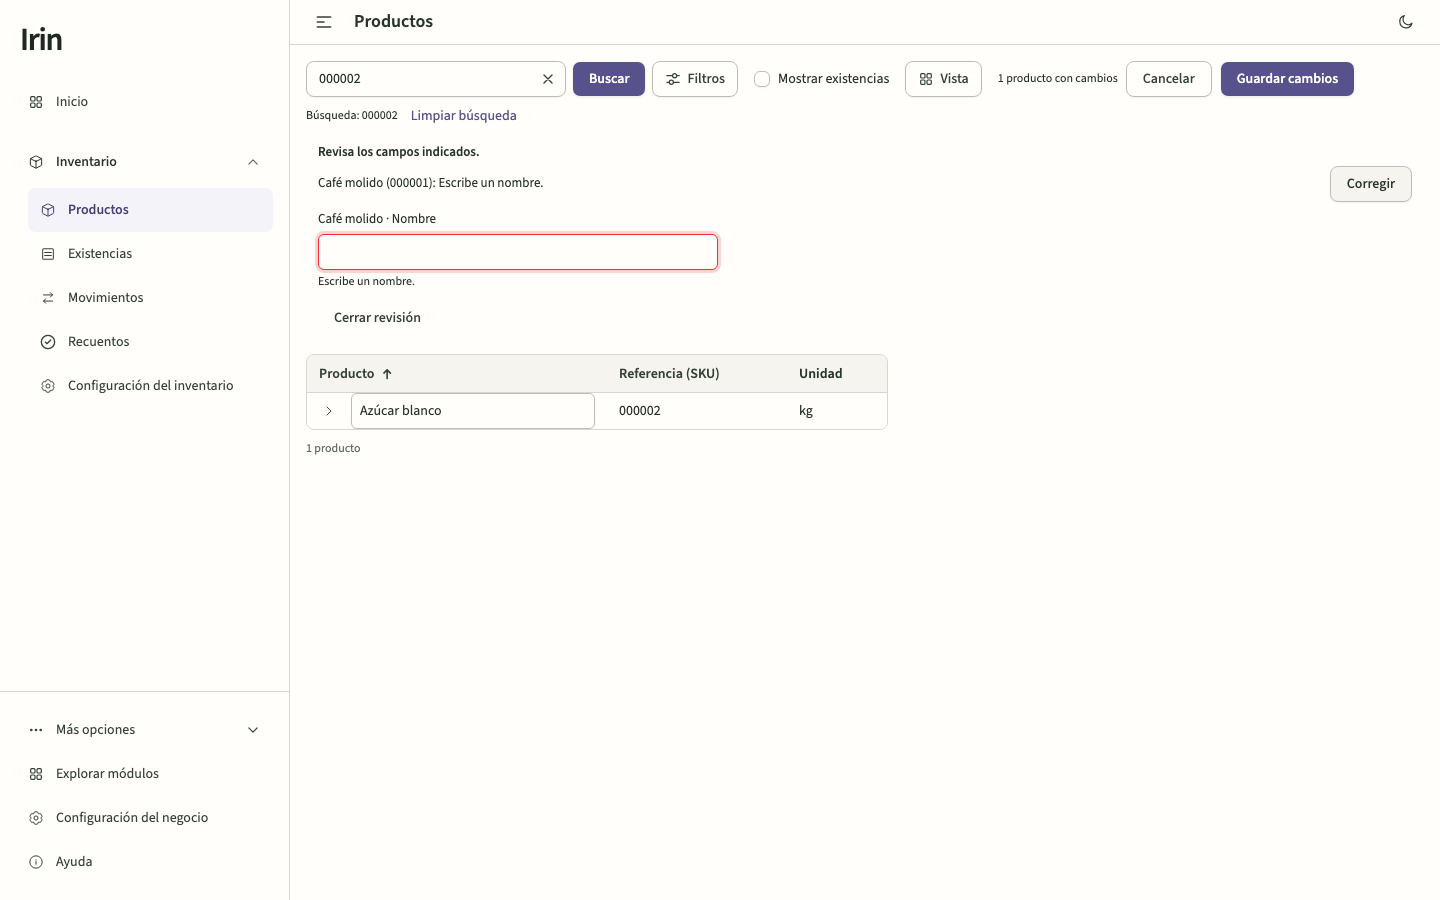 Irin
Inicio
Inventario
Productos
Existencias
Movimientos
Recuentos
Configuración del inventario
Más opciones
Explorar módulos
Configuración del negocio
Ayuda
Productos
000002 Buscar Filtros Mostrar existencias Vista 1 producto con cambios Cancelar Guardar cambios
Búsqueda: 000002 Limpiar búsqueda
Revisa los campos indicados.
Café molido (000001): Escribe un nombre. Corregir
Café molido · Nombre
Escribe un nombre.
Cerrar revisión
Producto ↑ Referencia (SKU) Unidad
Azúcar blanco 000002 kg
1 producto